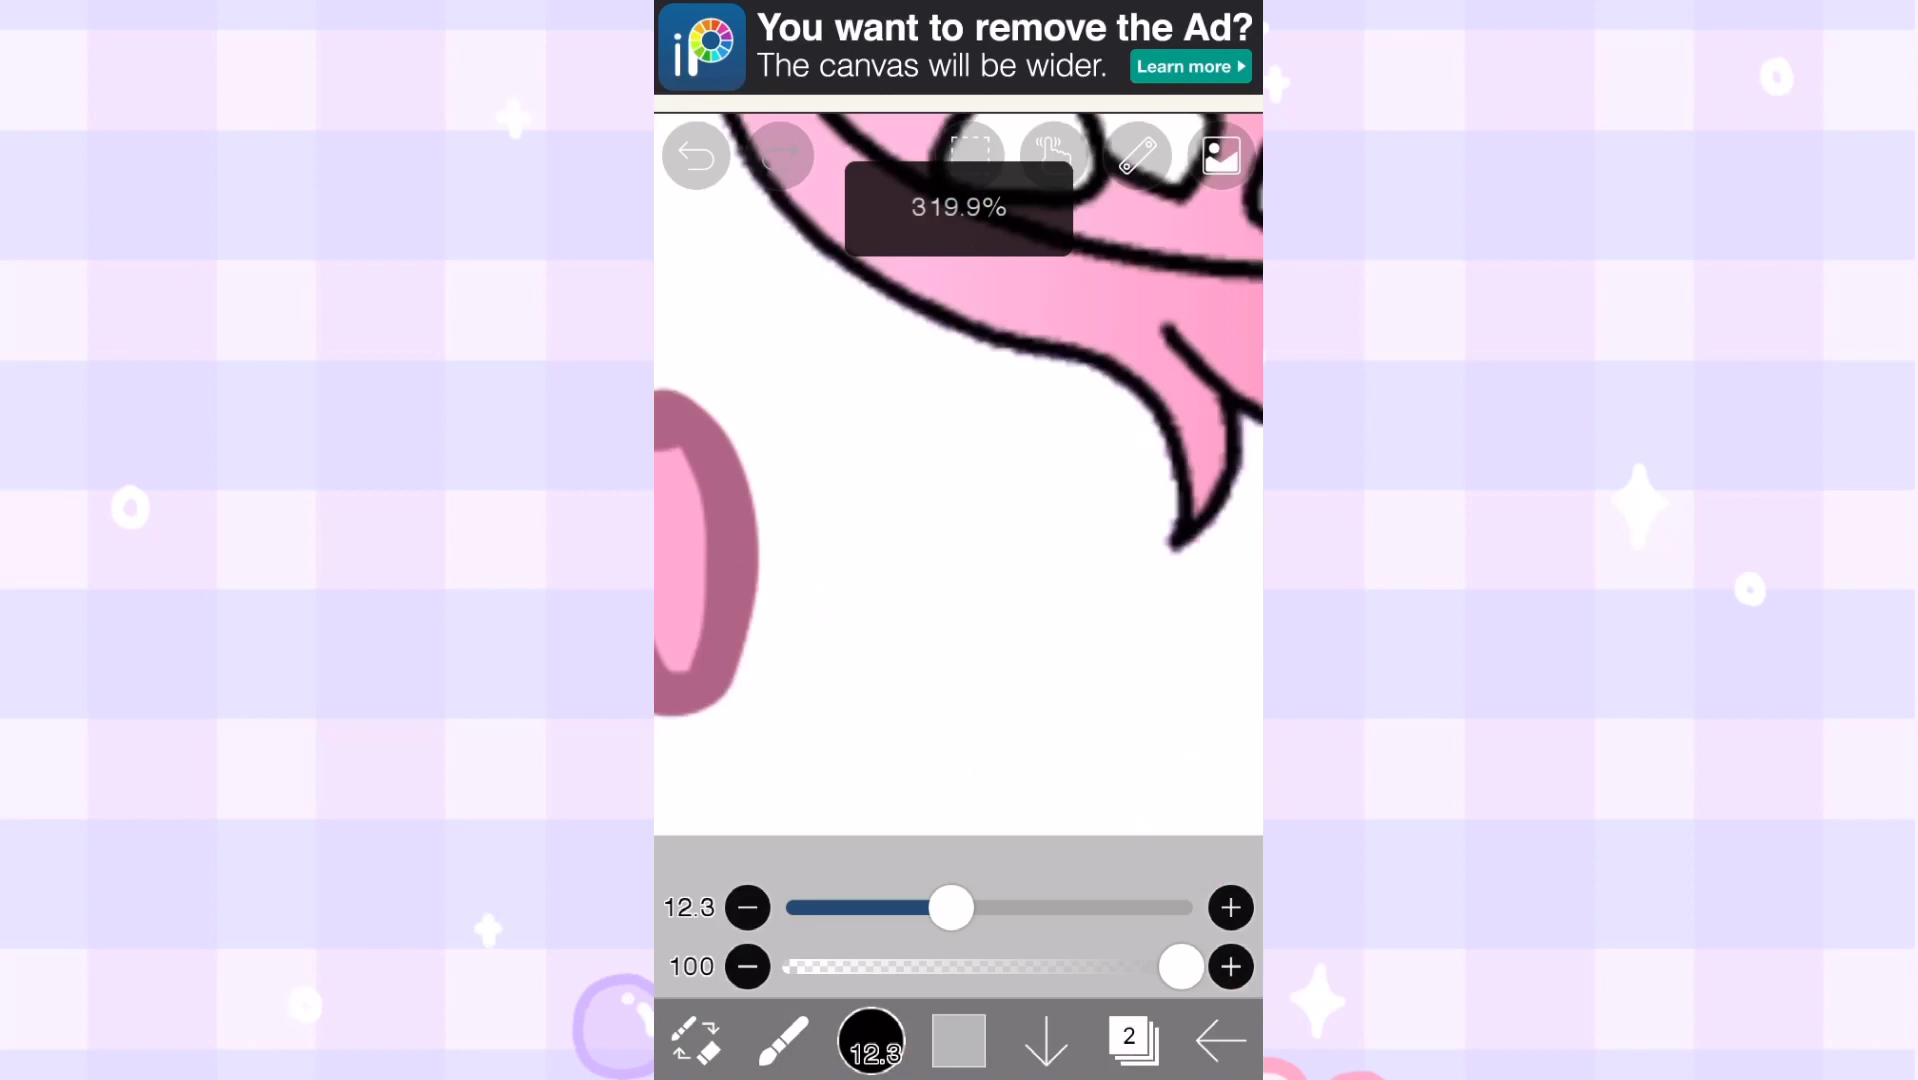 iP
You want to remove the Ad?
The canvas will be wider.
Learn more
319.9%
12.3
100
12.3
2